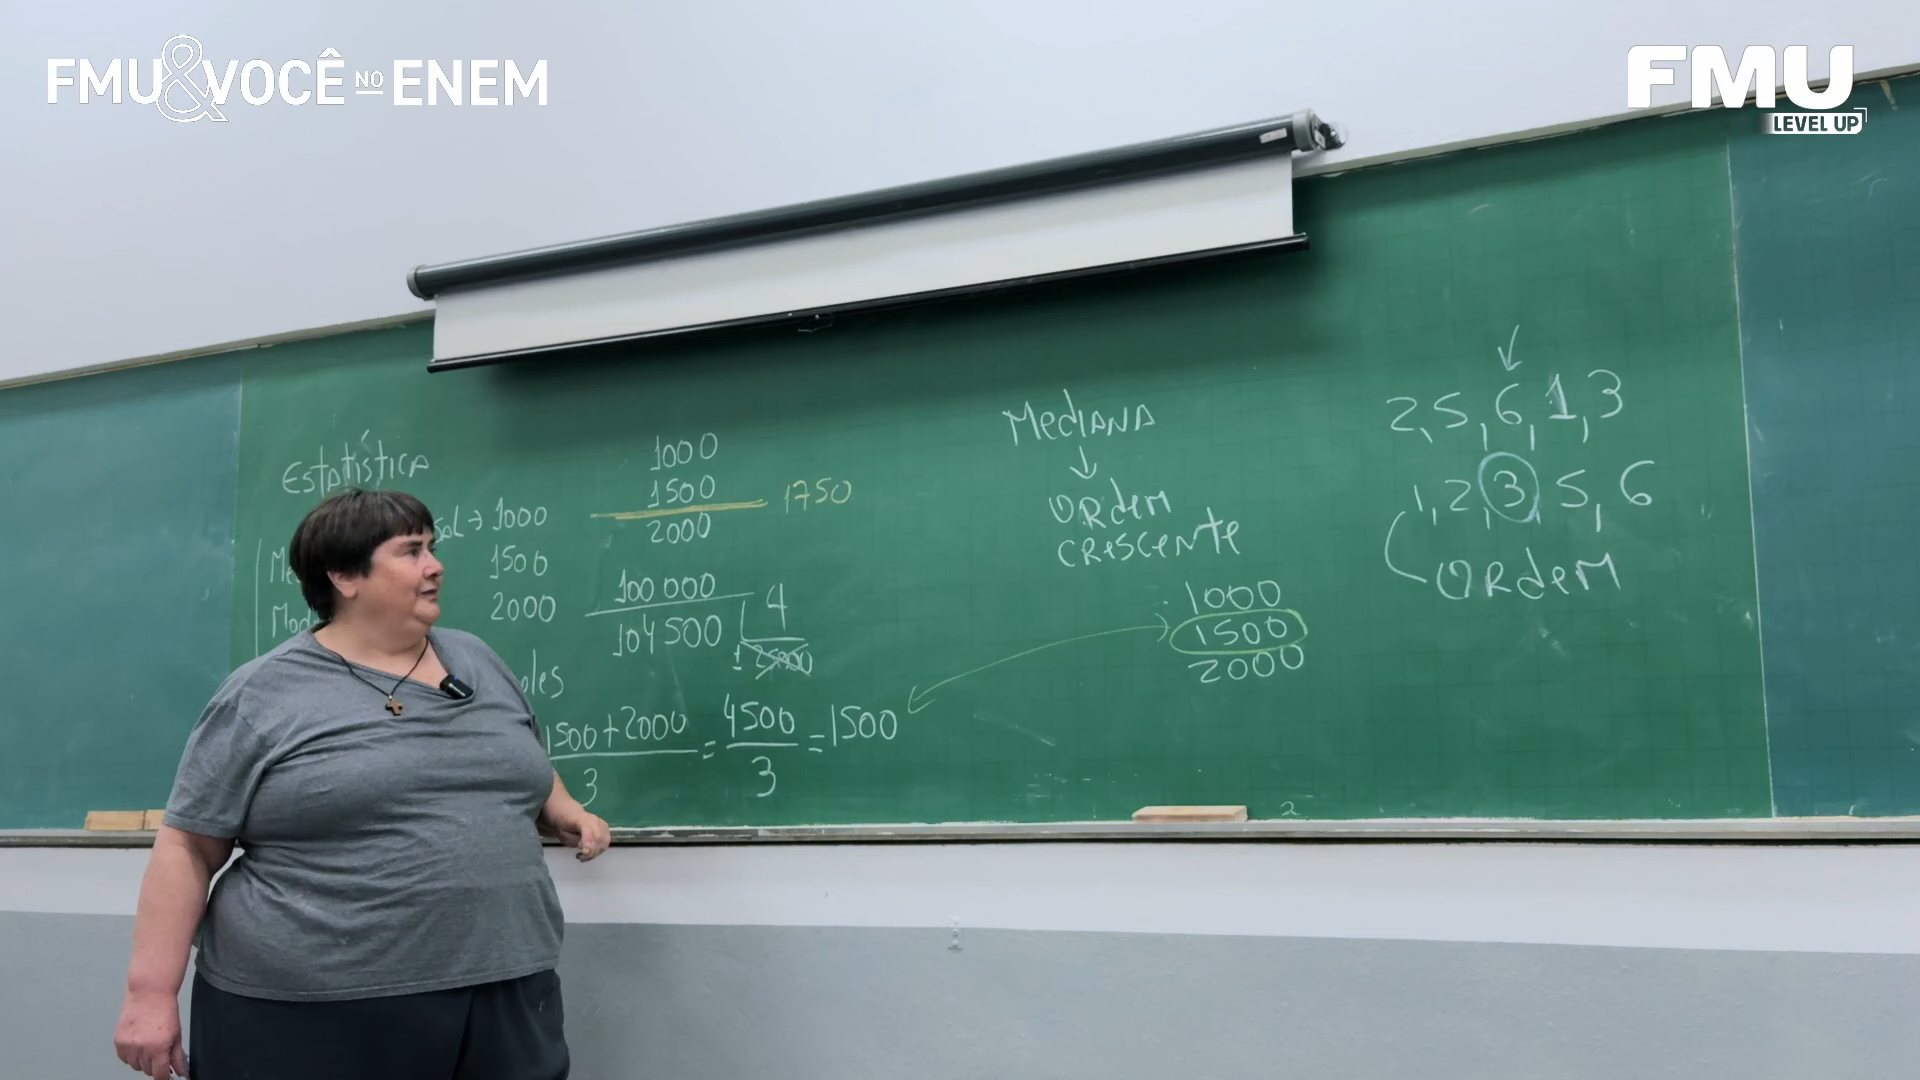 FMU&VOCÊ NO ENEM
FMU
LEVEL UP
Estatística
sal → 1000
1500
2000
1000
1500
1750
2000
100 000
104 500
4
1500+2000
3
= 4500
3
= 1500
Mediana
↓
Ordem
crescente
1000
1500
2000
2, 5, 6, 1, 3
1, 2, 3, 5, 6
Ordem